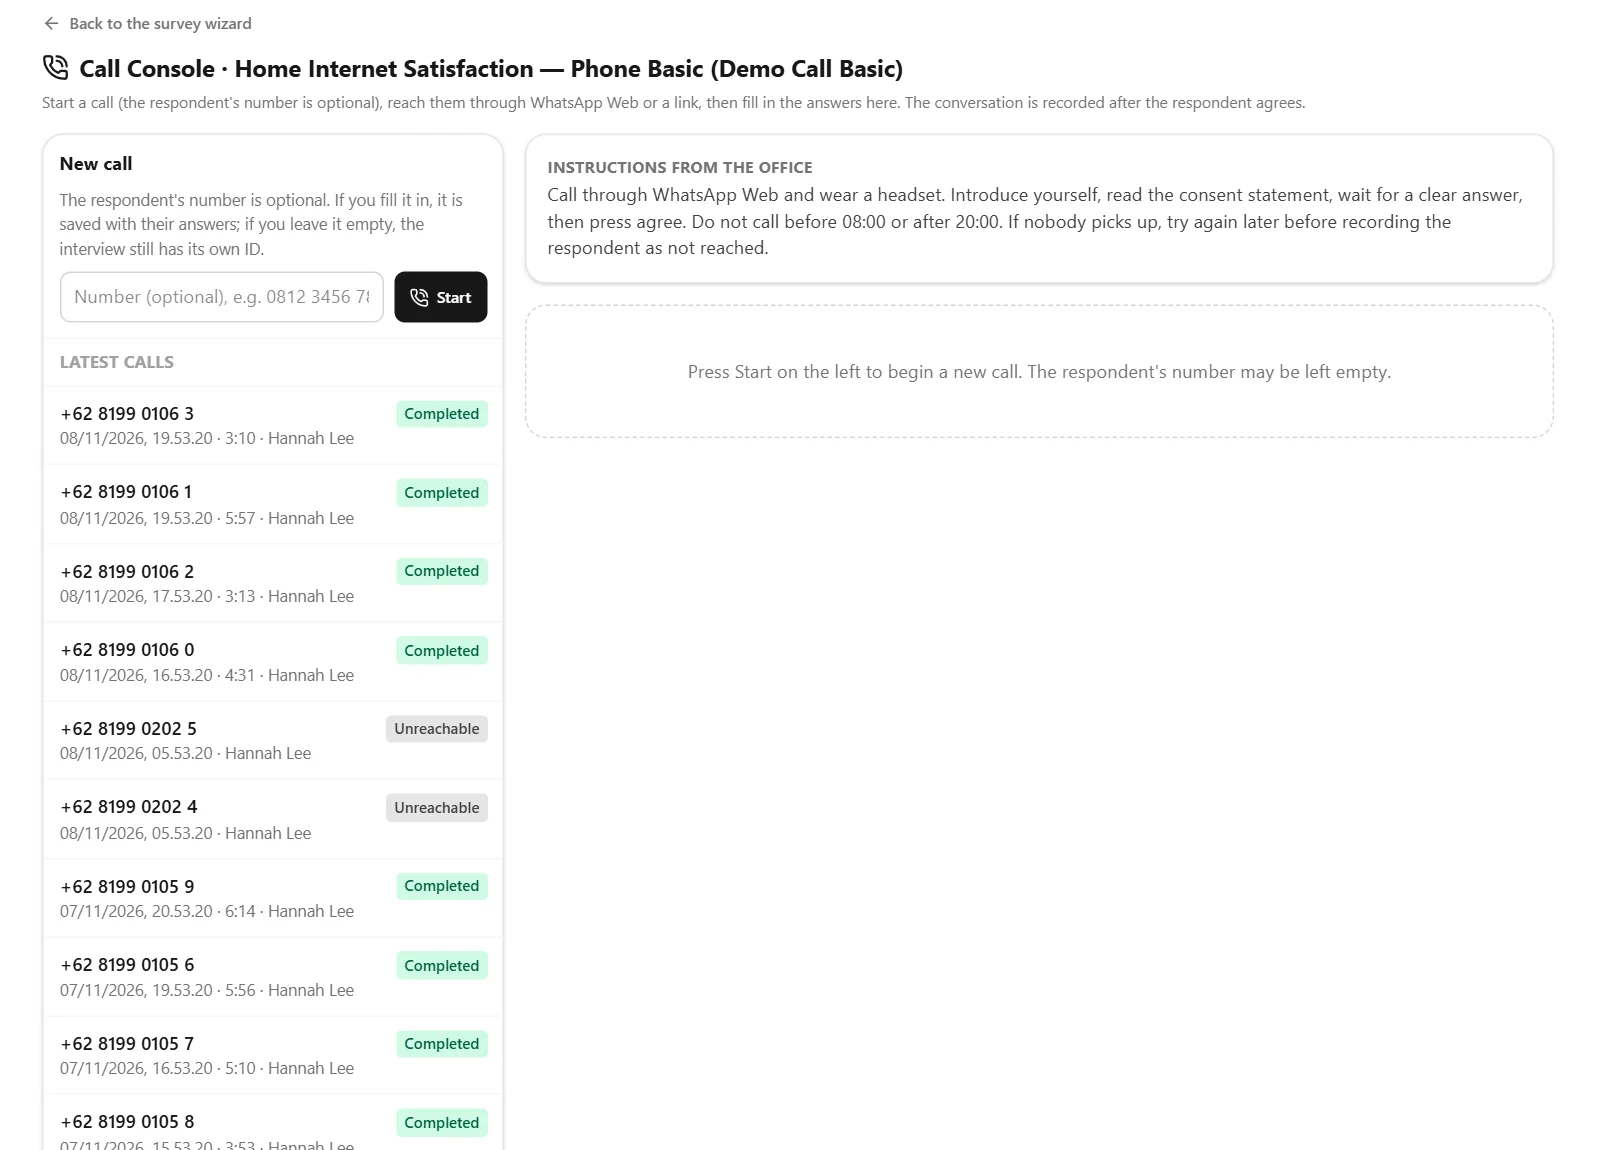 Back to the survey wizard
Call Console · Home Internet Satisfaction — Phone Basic (Demo Call Basic)
Start a call (the respondent's number is optional), reach them through WhatsApp Web or a link, then fill in the answers here. The conversation is recorded after the respondent agrees.
New call
The respondent's number is optional. If you fill it in, it is
saved with their answers; if you leave it empty, the
interview still has its own ID.
Number (optional), e.g. 0812 3456 78
Start
LATEST CALLS
+62 8199 0106 3
Completed
08/11/2026, 19.53.20 · 3:10 · Hannah Lee
+62 8199 0106 1
Completed
08/11/2026, 19.53.20 · 5:57 · Hannah Lee
+62 8199 0106 2
Completed
08/11/2026, 17.53.20 · 3:13 · Hannah Lee
+62 8199 0106 0
Completed
08/11/2026, 16.53.20 · 4:31 · Hannah Lee
+62 8199 0202 5
Unreachable
08/11/2026, 05.53.20 · Hannah Lee
+62 8199 0202 4
Unreachable
08/11/2026, 05.53.20 · Hannah Lee
+62 8199 0105 9
Completed
07/11/2026, 20.53.20 · 6:14 · Hannah Lee
+62 8199 0105 6
Completed
07/11/2026, 19.53.20 · 5:56 · Hannah Lee
+62 8199 0105 7
Completed
07/11/2026, 16.53.20 · 5:10 · Hannah Lee
+62 8199 0105 8
Completed
07/11/2026, 15.53.20 · 3:53 · Hannah Lee
INSTRUCTIONS FROM THE OFFICE
Call through WhatsApp Web and wear a headset. Introduce yourself, read the consent statement, wait for a clear answer,
then press agree. Do not call before 08:00 or after 20:00. If nobody picks up, try again later before recording the
respondent as not reached.
Press Start on the left to begin a new call. The respondent's number may be left empty.